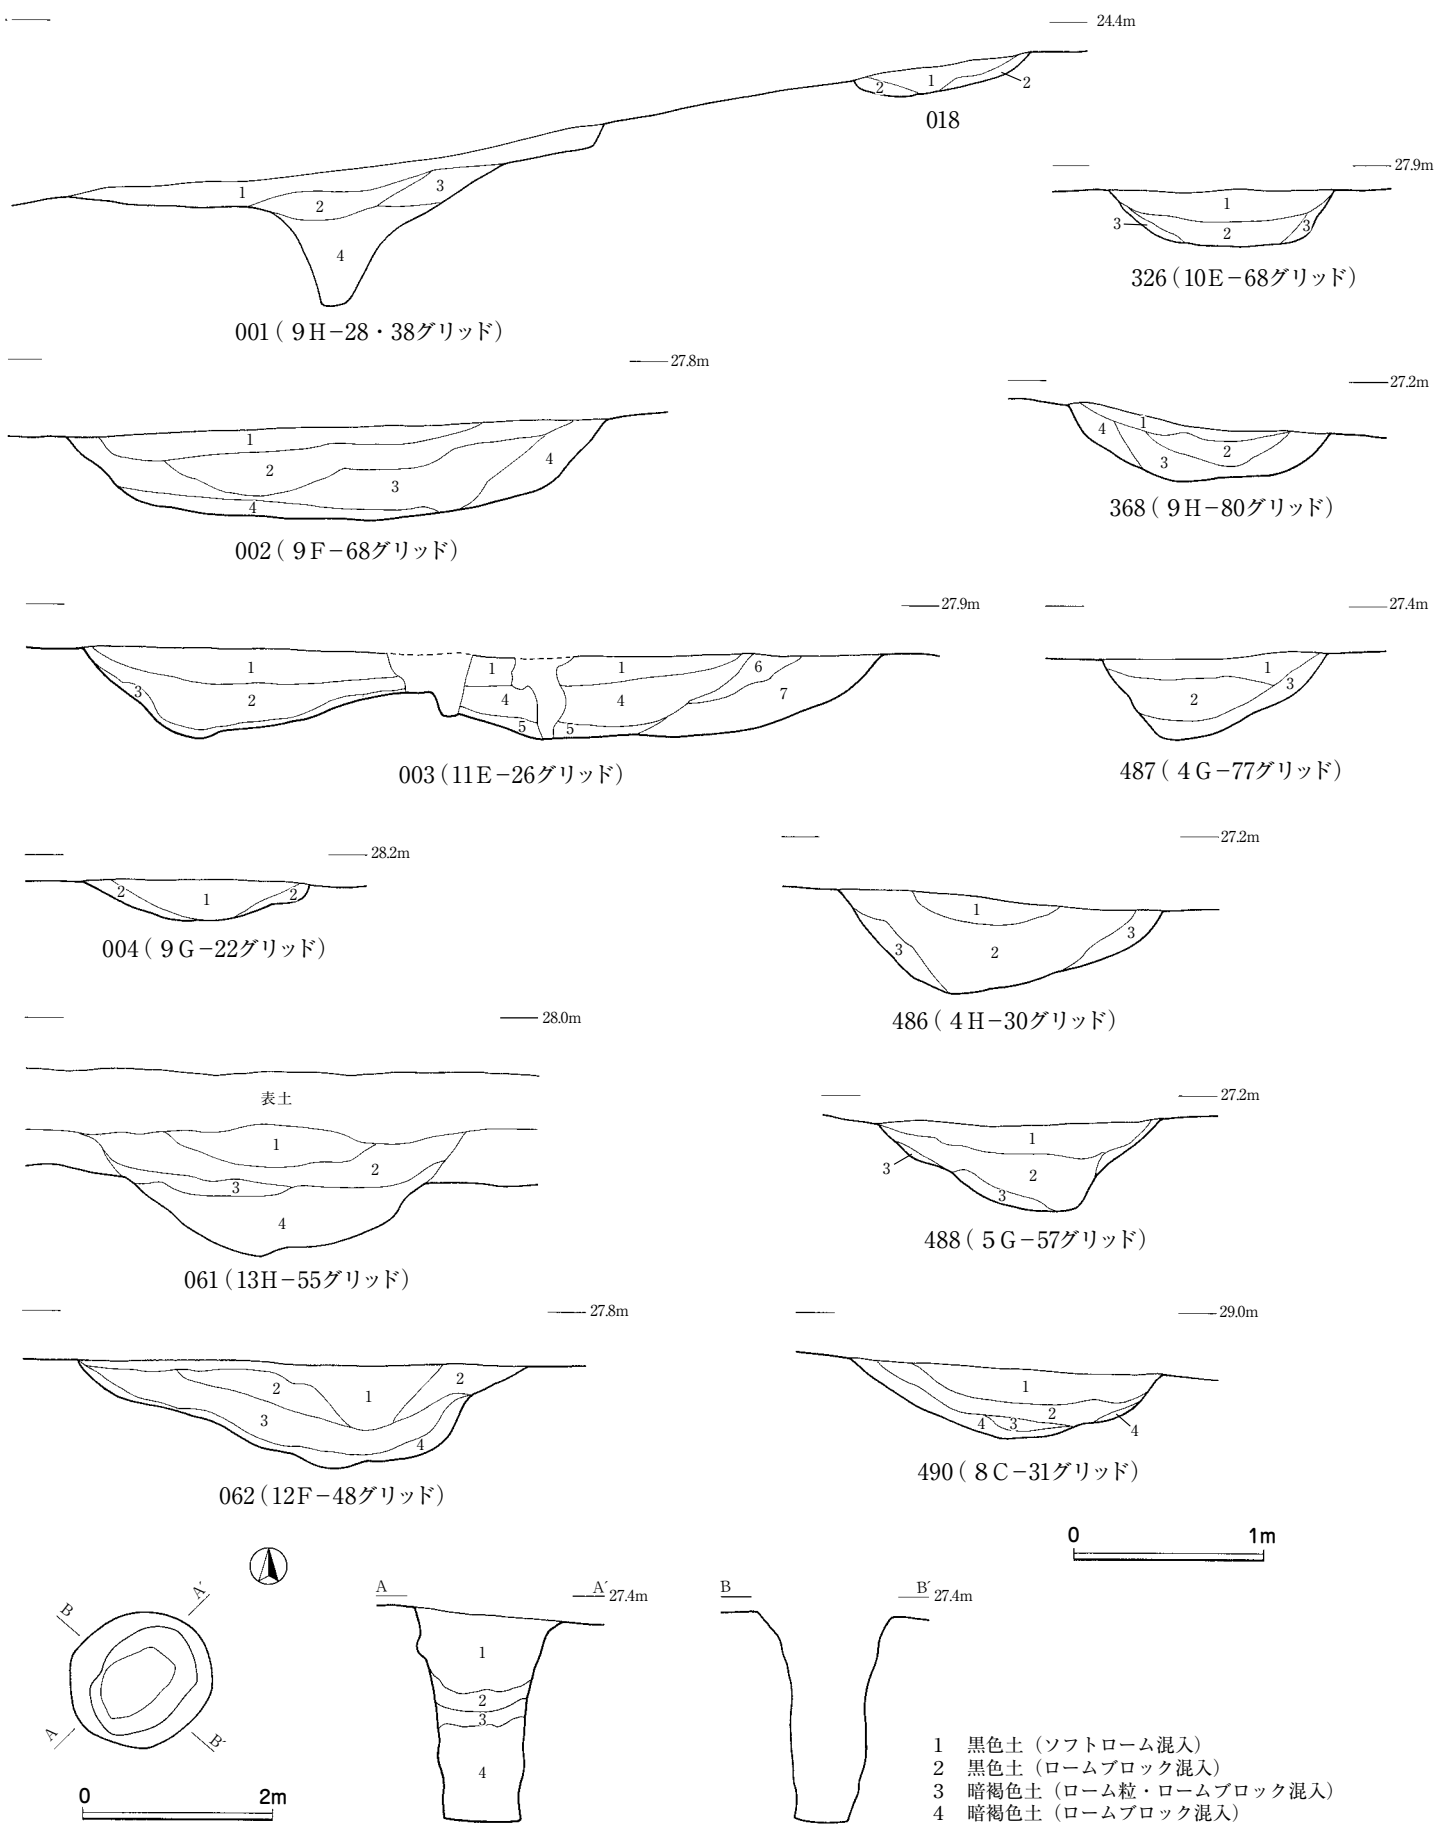 24.4m
1
2
2
018
1
2
3
4
001(9H−28・38グリッド)
27.9m
1
2
3
3
326(10E−68グリッド)
27.8m
1
2
3
4
4
002(9F−68グリッド)
27.2m
1
2
3
4
368(9H−80グリッド)
27.9m
1
2
3
1
4
5
1
4
5
6
7
003(11E−26グリッド)
27.4m
1
2
3
487(4G−77グリッド)
28.2m
2
1
2
004(9G−22グリッド)
27.2m
1
2
3
3
486(4H−30グリッド)
28.0m
表土
1
2
3
4
061(13H−55グリッド)
27.2m
1
2
3
3
488(5G−57グリッド)
27.8m
1
2
2
3
4
062(12F−48グリッド)
29.0m
1
2
3
4
4
490(8C−31グリッド)
0 1m
A´
B
A
B´
0 2m
A A´ 27.4m
1
2
3
4
B B´ 27.4m
1 黒色土(ソフトローム混入)
2 黒色土(ロームブロック混入)
3 暗褐色土(ローム粒・ロームブロック混入)
4 暗褐色土(ロームブロック混入)